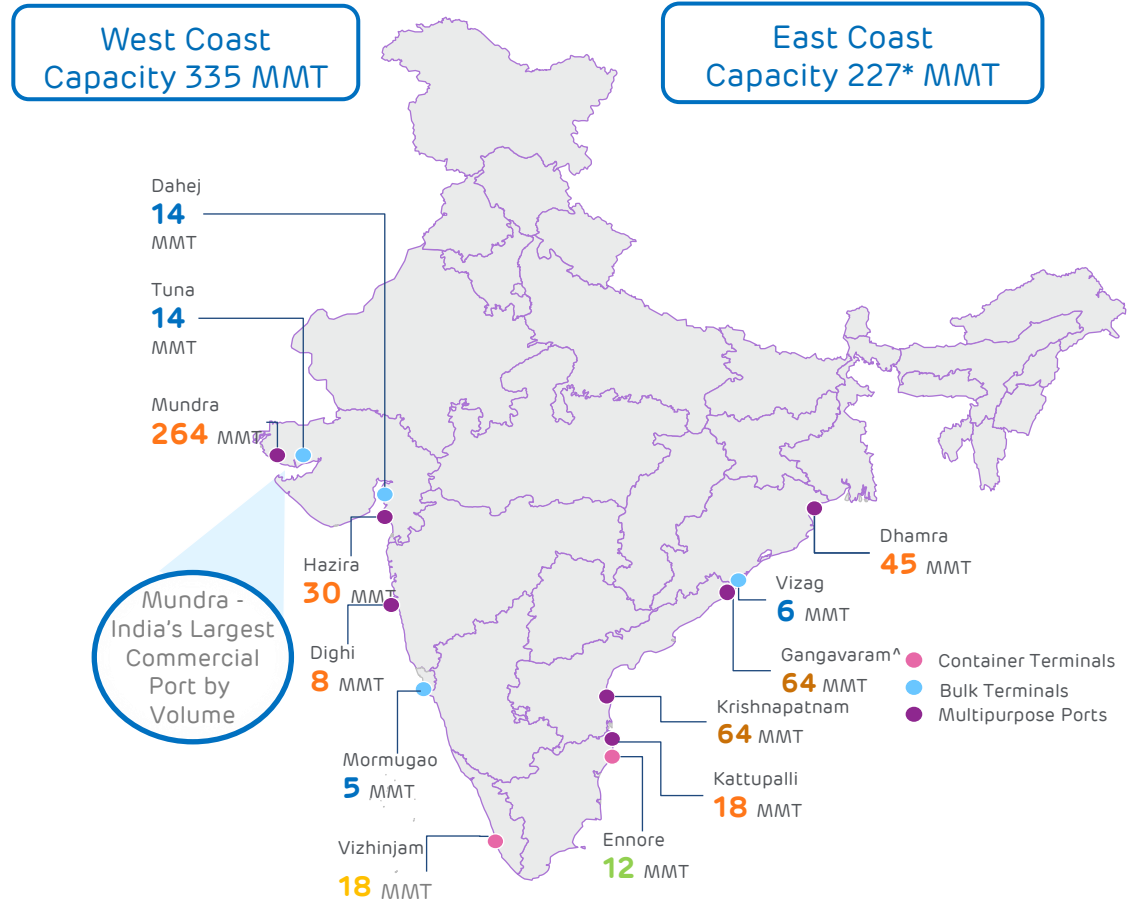 West Coast
Capacity 335 MMT
East Coast
Capacity 227* MMT
Dahej
14
MMT
Tuna
14
MMT
Mundra
264 MMT
Hazira
30 MMT
Mundra -
India's Largest
Commercial
Port by
Volume
Dighi
8 MMT
Mormugao
5 MMT
Vizhinjam
18 MMT
Dhamra
45 MMT
Vizag
6 MMT
Gangavaram^
64 MMT
Krishnapatnam
64 MMT
Kattupalli
18 MMT
Ennore
12 MMT
Container Terminals
Bulk Terminals
Multipurpose Ports